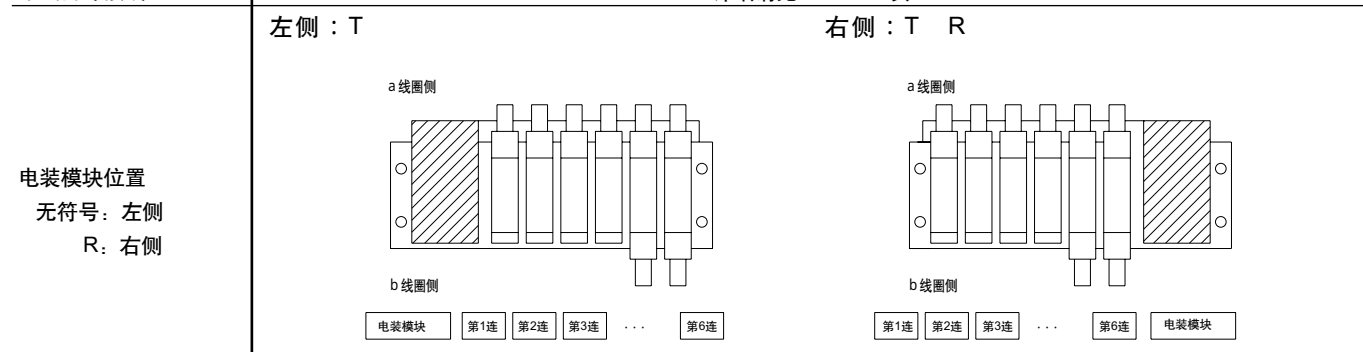 左侧：T
右侧：T R
电装模块位置
无符号：左侧
R：右侧
a 线圈侧
b 线圈侧
电装模块 第1连 第2连 第3连 ··· 第6连
a 线圈侧
b 线圈侧
第1连 第2连 第3连 ··· 第6连 电装模块